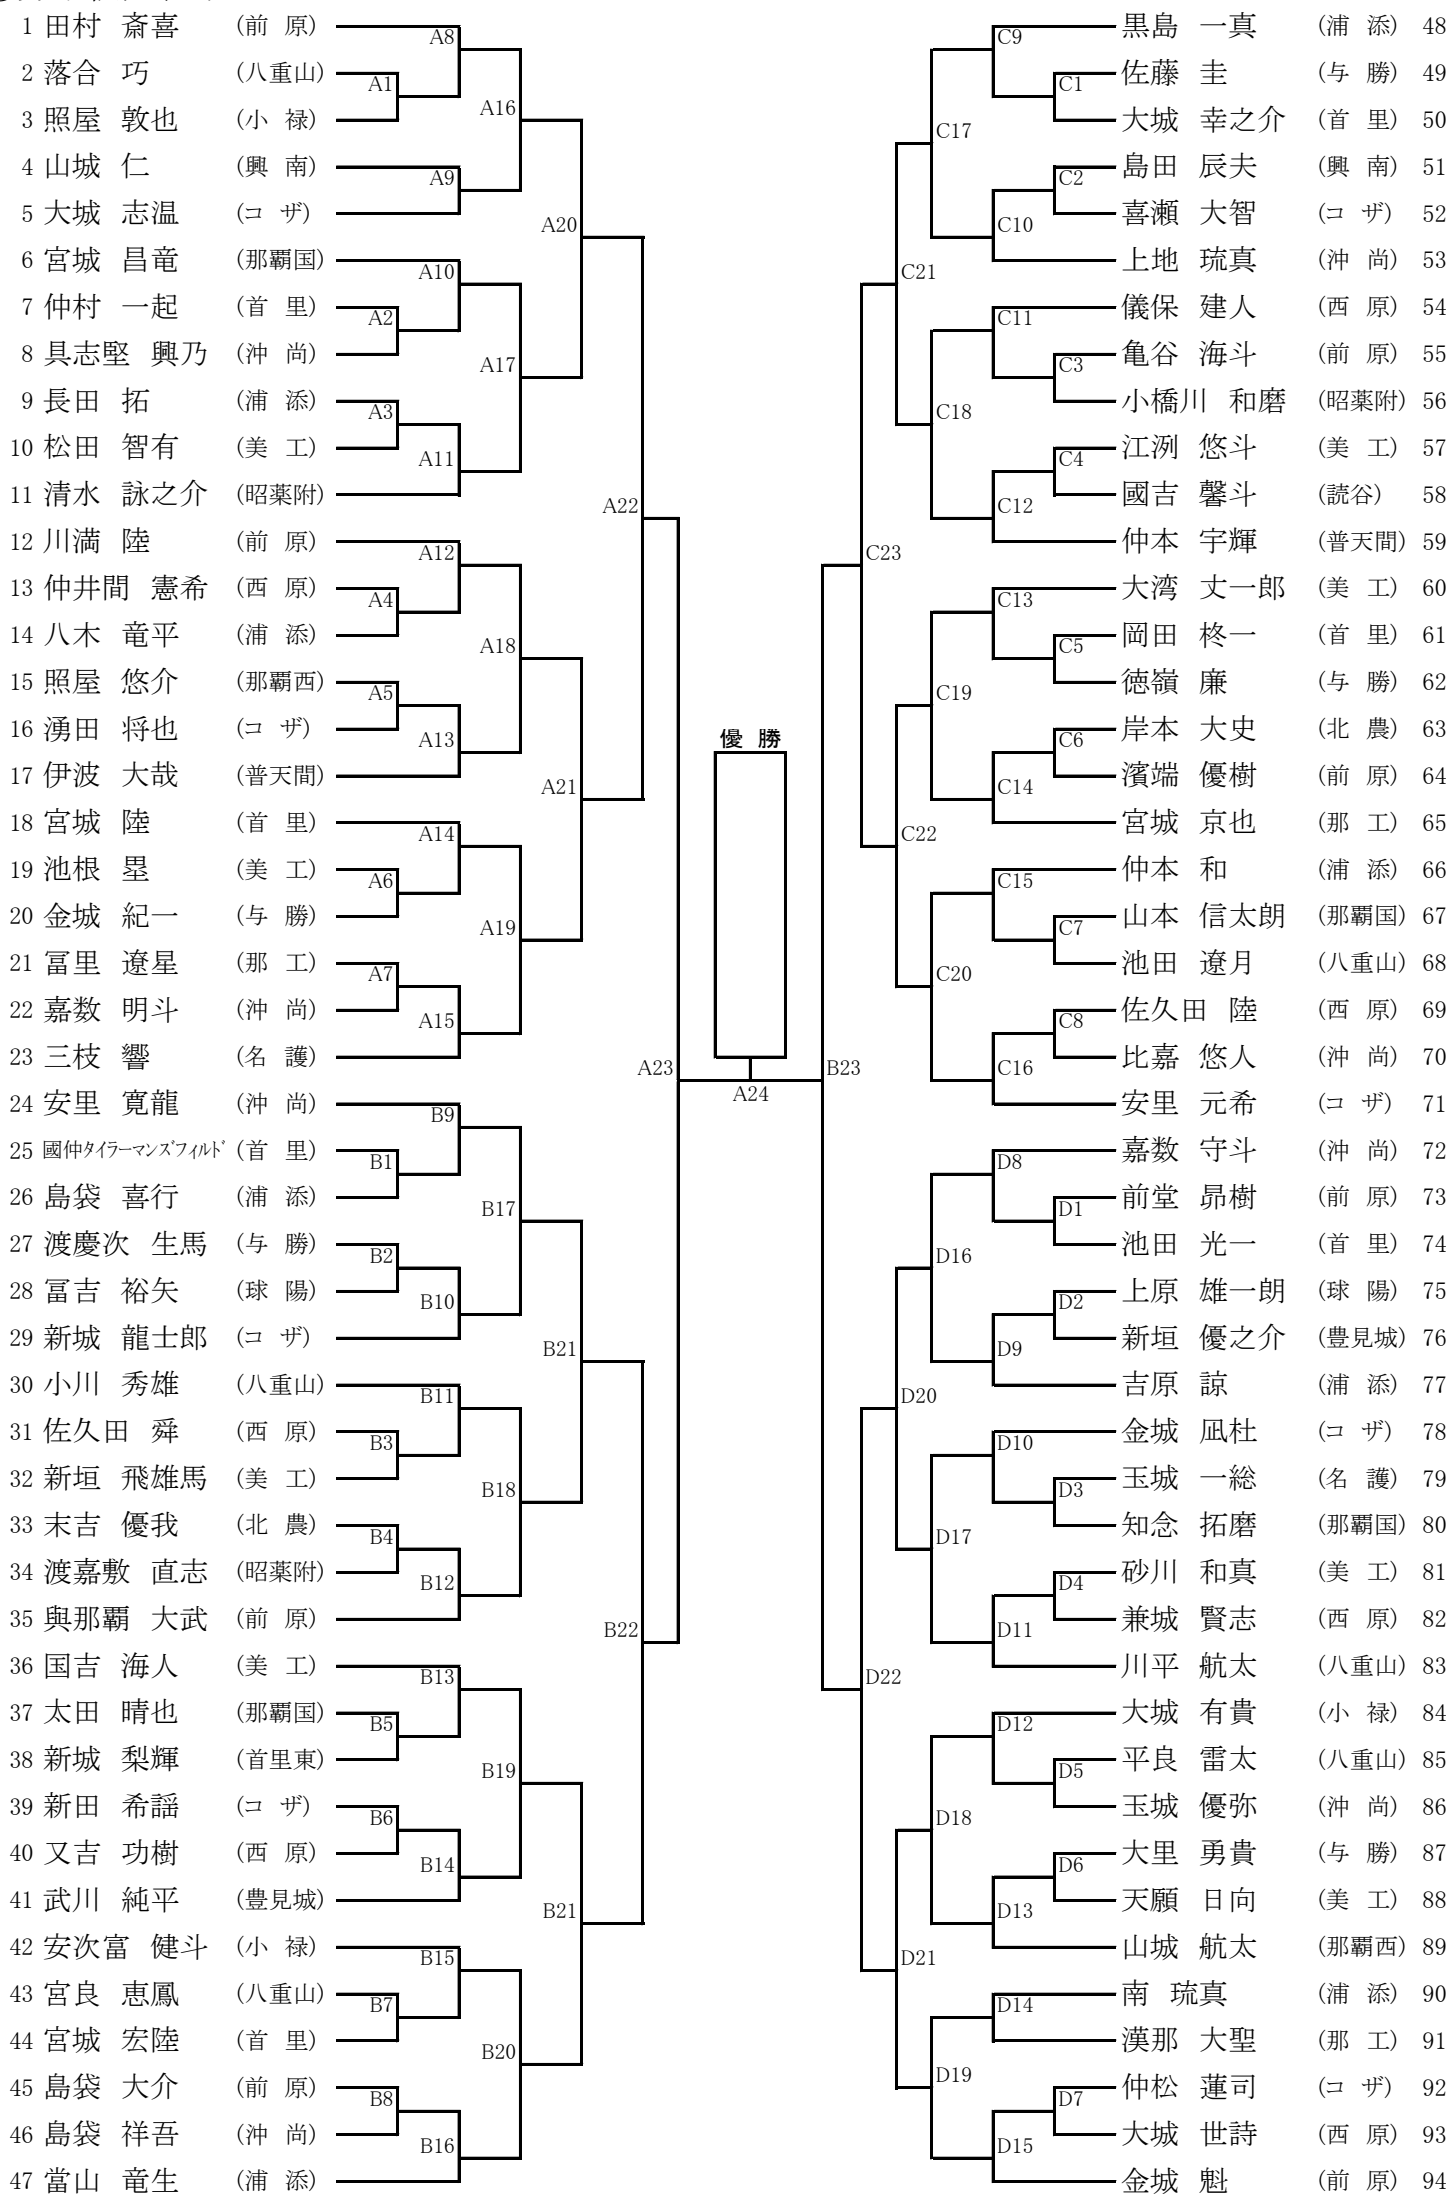 1 田村 斎喜 (前 原)
2 落合 巧 (八重山)
3 照屋 敦也 (小 禄)
4 山城 仁 (興 南)
5 大城 志温 (コ ザ)
6 宮城 昌竜 (那覇国)
7 仲村 一起 (首 里)
8 具志堅 興乃 (沖 尚)
9 長田 拓 (浦 添)
10 松田 智有 (美 工)
11 清水 詠之介 (昭薬附)
12 川満 陸 (前 原)
13 仲井間 憲希 (西 原)
14 八木 竜平 (浦 添)
15 照屋 悠介 (那覇西)
16 湧田 将也 (コ ザ)
17 伊波 大哉 (普天間)
18 宮城 陸 (首 里)
19 池根 塁 (美 工)
20 金城 紀一 (与 勝)
21 冨里 遼星 (那 工)
22 嘉数 明斗 (沖 尚)
23 三枝 響 (名 護)
24 安里 寛龍 (沖 尚)
25 國仲タイラーマンズフィルド (首 里)
26 島袋 喜行 (浦 添)
27 渡慶次 生馬 (与 勝)
28 冨吉 裕矢 (球 陽)
29 新城 龍士郎 (コ ザ)
30 小川 秀雄 (八重山)
31 佐久田 舜 (西 原)
32 新垣 飛雄馬 (美 工)
33 末吉 優我 (北 農)
34 渡嘉敷 直志 (昭薬附)
35 與那覇 大武 (前 原)
36 国吉 海人 (美 工)
37 太田 晴也 (那覇国)
38 新城 梨輝 (首里東)
39 新田 希謡 (コ ザ)
40 又吉 功樹 (西 原)
41 武川 純平 (豊見城)
42 安次富 健斗 (小 禄)
43 宮良 恵鳳 (八重山)
44 宮城 宏陸 (首 里)
45 島袋 大介 (前 原)
46 島袋 祥吾 (沖 尚)
47 當山 竜生 (浦 添)
A1
A2
A3
A4
A5
A6
A7
B1
B2
B3
B4
B5
B6
B7
B8
A8
A9
A10
A11
A12
A13
A14
A15
B9
B10
B11
B12
B13
B14
B15
B16
A16
A17
A18
A19
B17
B18
B19
B20
A20
A21
B21
B21
A22
B22
A23
優 勝
A24
B23
C23
D22
C21
C22
D20
D21
C17
C18
C19
C20
D16
D17
D18
D19
C9
C10
C11
C12
C13
C14
C15
C16
D8
D9
D10
D11
D12
D13
D14
D15
C1
C2
C3
C4
C5
C6
C7
C8
D1
D2
D3
D4
D5
D6
D7
黒島 一真 (浦 添) 48
佐藤 圭 (与 勝) 49
大城 幸之介 (首 里) 50
島田 辰夫 (興 南) 51
喜瀬 大智 (コ ザ) 52
上地 琉真 (沖 尚) 53
儀保 建人 (西 原) 54
亀谷 海斗 (前 原) 55
小橋川 和磨 (昭薬附) 56
江洌 悠斗 (美 工) 57
國吉 馨斗 (読谷) 58
仲本 宇輝 (普天間) 59
大湾 丈一郎 (美 工) 60
岡田 柊一 (首 里) 61
徳嶺 廉 (与 勝) 62
岸本 大史 (北 農) 63
濱端 優樹 (前 原) 64
宮城 京也 (那 工) 65
仲本 和 (浦 添) 66
山本 信太朗 (那覇国) 67
池田 遼月 (八重山) 68
佐久田 陸 (西 原) 69
比嘉 悠人 (沖 尚) 70
安里 元希 (コ ザ) 71
嘉数 守斗 (沖 尚) 72
前堂 昴樹 (前 原) 73
池田 光一 (首 里) 74
上原 雄一朗 (球 陽) 75
新垣 優之介 (豊見城) 76
吉原 諒 (浦 添) 77
金城 凪杜 (コ ザ) 78
玉城 一総 (名 護) 79
知念 拓磨 (那覇国) 80
砂川 和真 (美 工) 81
兼城 賢志 (西 原) 82
川平 航太 (八重山) 83
大城 有貴 (小 禄) 84
平良 雷太 (八重山) 85
玉城 優弥 (沖 尚) 86
大里 勇貴 (与 勝) 87
天願 日向 (美 工) 88
山城 航太 (那覇西) 89
南 琉真 (浦 添) 90
漢那 大聖 (那 工) 91
仲松 蓮司 (コ ザ) 92
大城 世詩 (西 原) 93
金城 魁 (前 原) 94